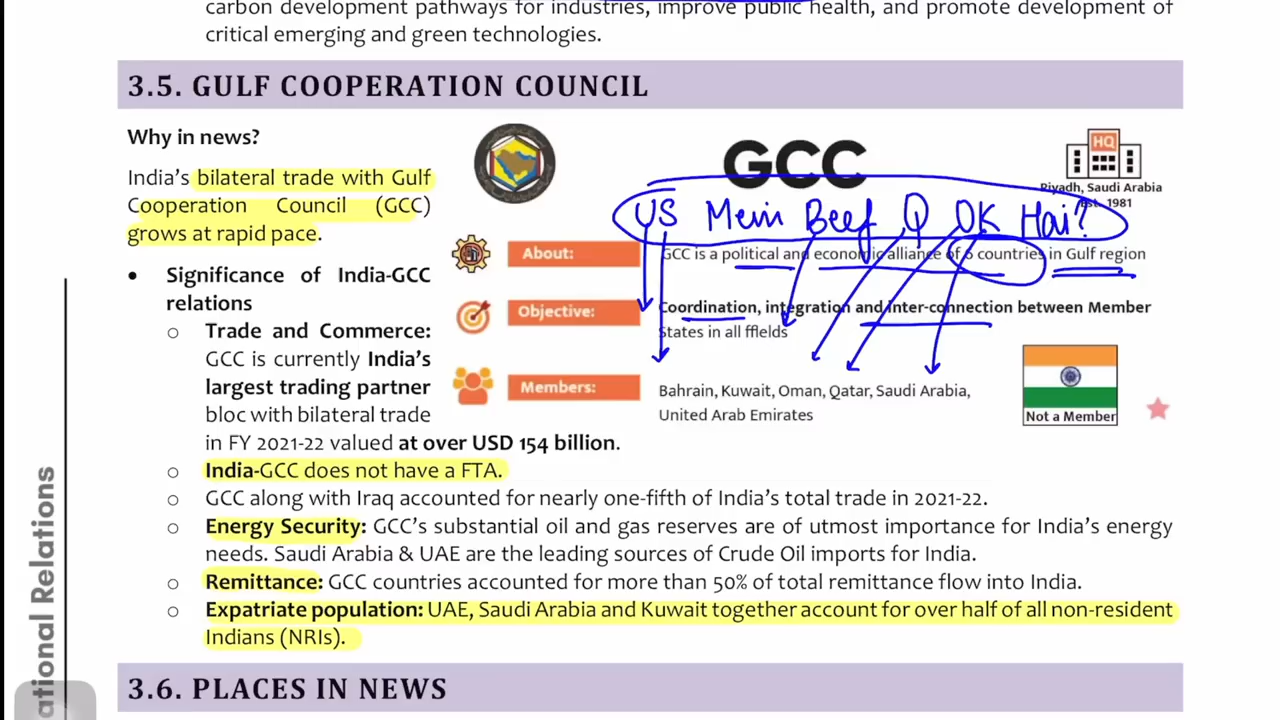 carbon development pathways for industries, improve public health, and promote development of
critical emerging and green technologies.
3.5. GULF COOPERATION COUNCIL
Why in news?
India's bilateral trade with Gulf
Cooperation Council (GCC)
grows at rapid pace.
• Significance of India-GCC
relations
○ Trade and Commerce:
GCC is currently India's
largest trading partner
bloc with bilateral trade
in FY 2021-22 valued at over USD 154 billion.
GCC
HQ
Riyadh, Saudi Arabia
Est. 1981
US Mein Beef Q OK Hai?
About:
GCC is a political and economic alliance of 6 countries in Gulf region
Objective:
Coordination, integration and inter-connection between Member
States in all ffields
Members:
Bahrain, Kuwait, Oman, Qatar, Saudi Arabia,
United Arab Emirates
Not a Member
○ India-GCC does not have a FTA.
○ GCC along with Iraq accounted for nearly one-fifth of India's total trade in 2021-22.
○ Energy Security: GCC's substantial oil and gas reserves are of utmost importance for India's energy
needs. Saudi Arabia & UAE are the leading sources of Crude Oil imports for India.
○ Remittance: GCC countries accounted for more than 50% of total remittance flow into India.
○ Expatriate population: UAE, Saudi Arabia and Kuwait together account for over half of all non-resident
Indians (NRIs).
3.6. PLACES IN NEWS
ational Relations